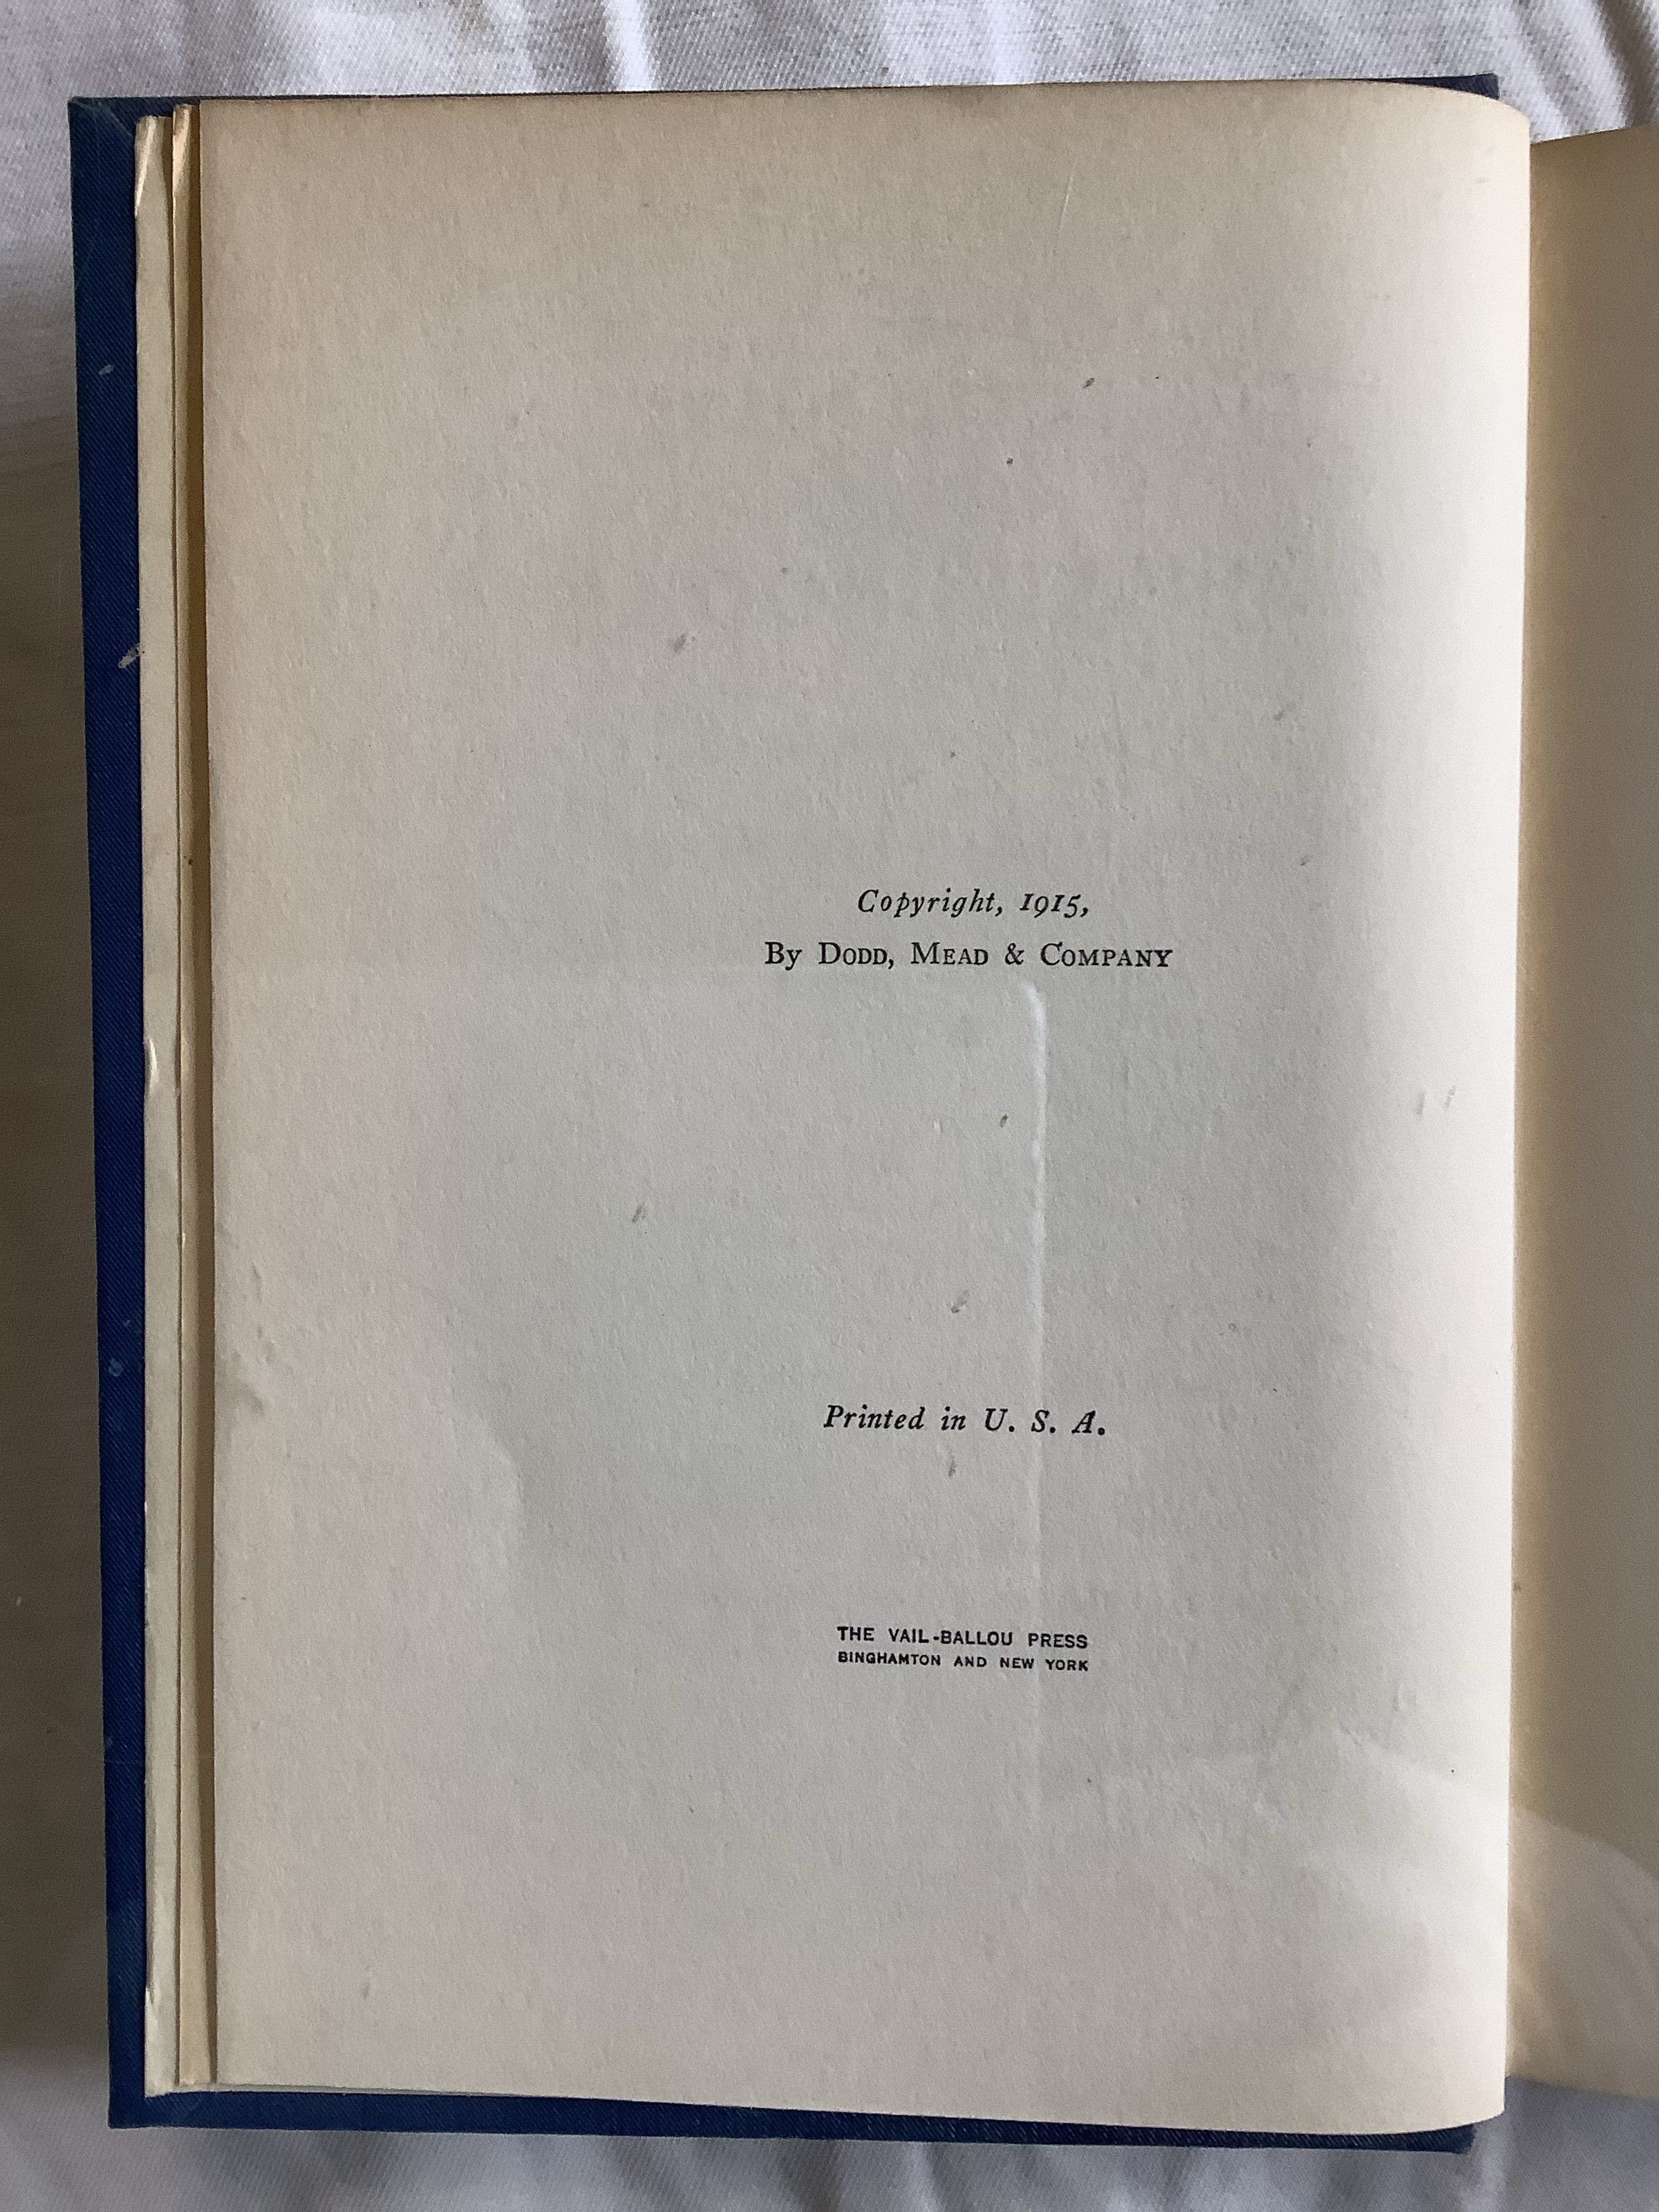 Copyright, 1915,
By Dodd, Mead & Company
Printed in U. S. A.
THE VAIL-BALLOU PRESS
BINGHAMTON AND NEW YORK